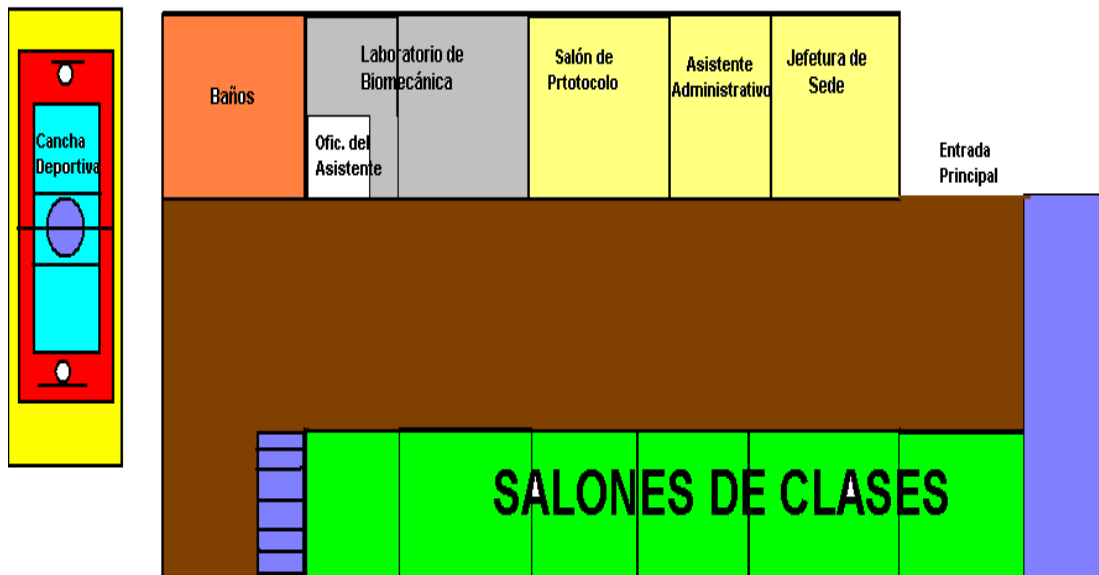 Cancha
Deportiva
Baños
Laboratorio de
Biomecánica
Ofic. del
Asistente
Salón de
Prtotocolo
Asistente
Administrativo
Jefetura de
Sede
Entrada
Principal
SALONES DE CLASES